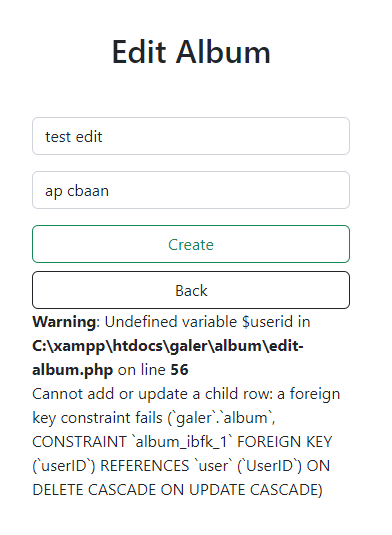 Edit Album
test edit
ap cbaan
Create
Back
Warning: Undefined variable $userid in
C:\xampp\htdocs\galer\album\edit-
album.php on line 56
Cannot add or update a child row: a foreign
key constraint fails (`galer`.`album`,
CONSTRAINT `album_ibfk_1` FOREIGN KEY
(`userID`) REFERENCES `user` (`UserID`) ON
DELETE CASCADE ON UPDATE CASCADE)